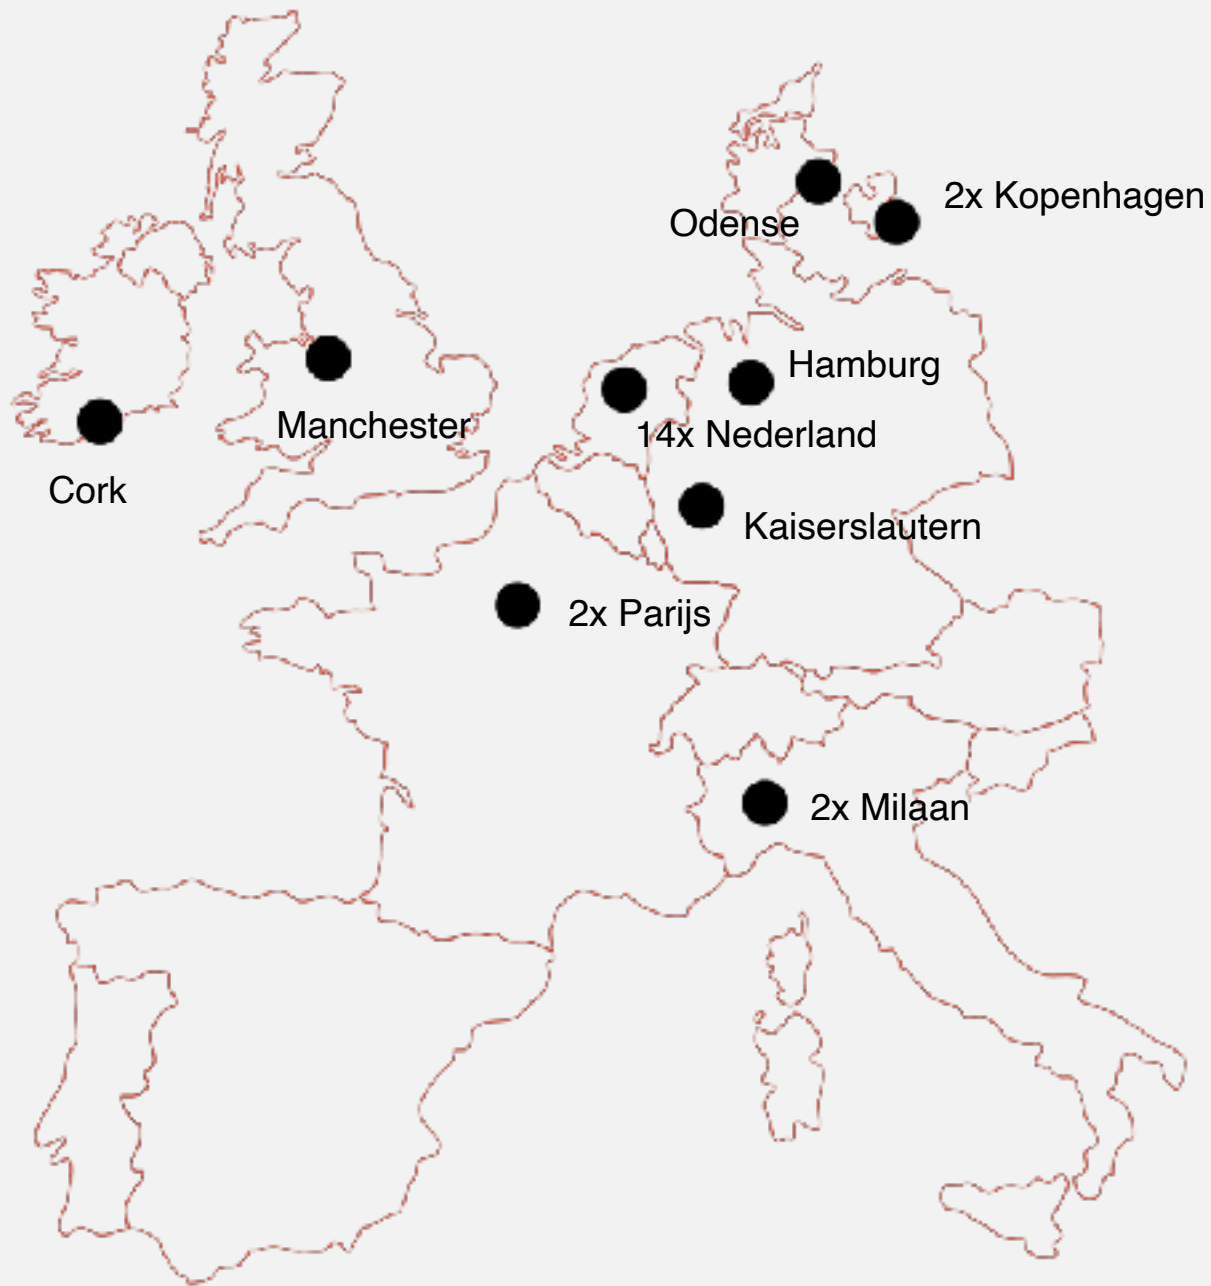 2x Kopenhagen
Odense
Hamburg
Manchester
14x Nederland
Cork
Kaiserslautern
2x Parijs
2x Milaan